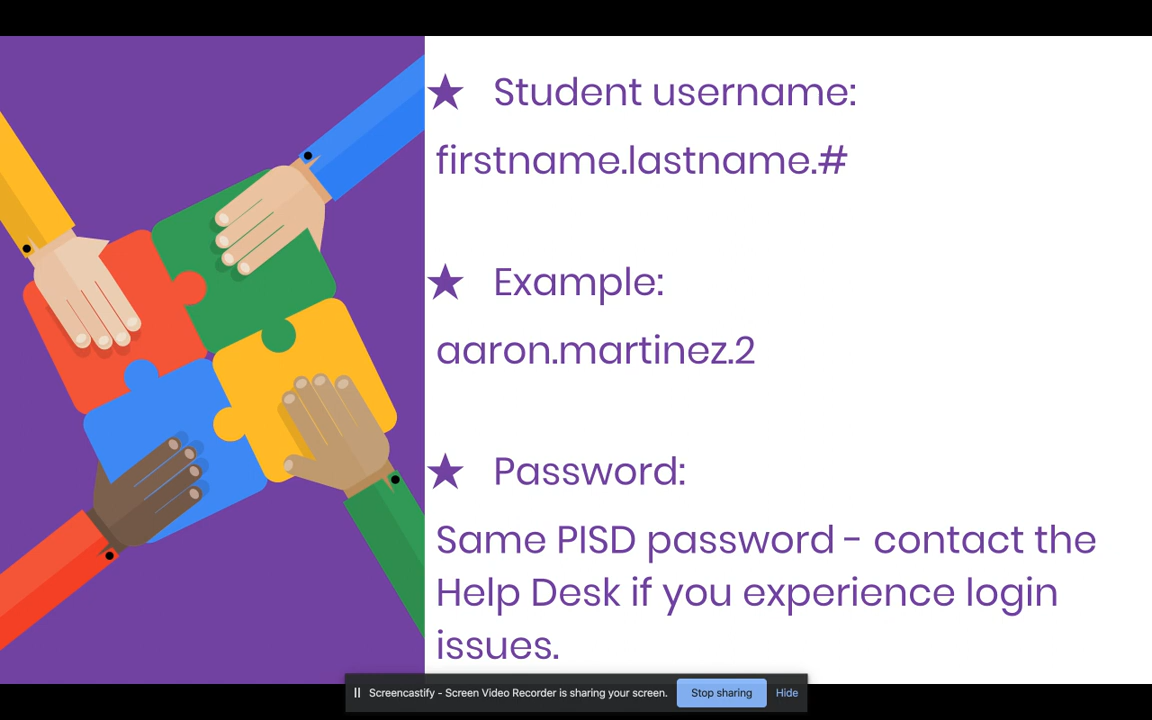 ★ Student username:
firstname.lastname.#
★ Example:
aaron.martinez.2
★ Password:
Same PISD password - contact the
Help Desk if you experience login
issues.
Screencastify - Screen Video Recorder is sharing your screen. Stop sharing Hide